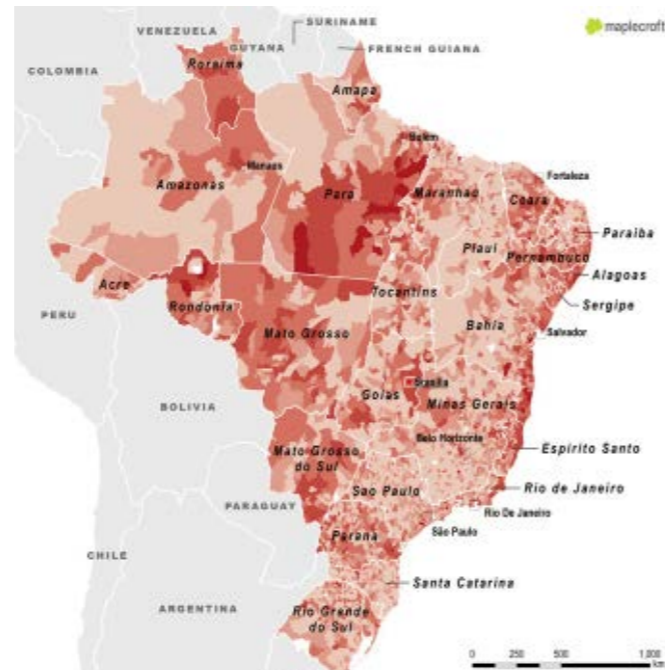 SURINAME
maplecroft
VENEZUELA
GUYANA
FRENCH GUIANA
COLOMBIA
Roraima
Amapa
Belém
Manaus
Fortaleza
Amazonas
Para
Maranhao
Ceara
Paraiba
Piaui
Pernambuco
Alagoas
Acre
Tocantins
Sergipe
Rondonia
PERU
Mato Grosso
Bahia
Salvador
Brasilia
Goias
Minas Gerais
BOLIVIA
Belo Horizonte
Espirito Santo
Mato Grosso
do Sul
Sao Paulo
Rio de Janeiro
PARAGUAY
Rio De Janeiro
São Paulo
Parana
CHILE
Santa Catarina
ARGENTINA
Rio Grande
do Sul
0 250 500 1,000
Km